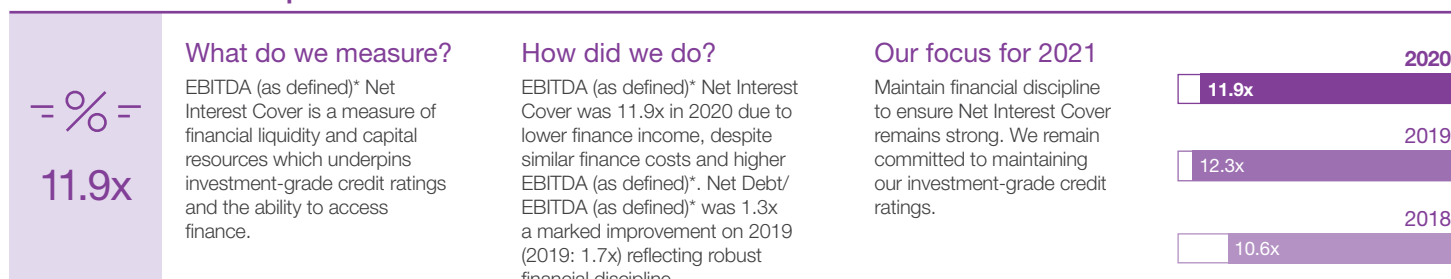 11.9x
What do we measure?
EBITDA (as defined)* Net
Interest Cover is a measure of
financial liquidity and capital
resources which underpins
investment-grade credit ratings
and the ability to access
finance.
How did we do?
EBITDA (as defined)* Net Interest
Cover was 11.9x in 2020 due to
lower finance income, despite
similar finance costs and higher
EBITDA (as defined)*. Net Debt/
EBITDA (as defined)* was 1.3x
a marked improvement on 2019
(2019: 1.7x) reflecting robust
financial discipline
Our focus for 2021
Maintain financial discipline
to ensure Net Interest Cover
remains strong. We remain
committed to maintaining
our investment-grade credit
ratings.
2020
11.9x
2019
12.3x
2018
10.6x